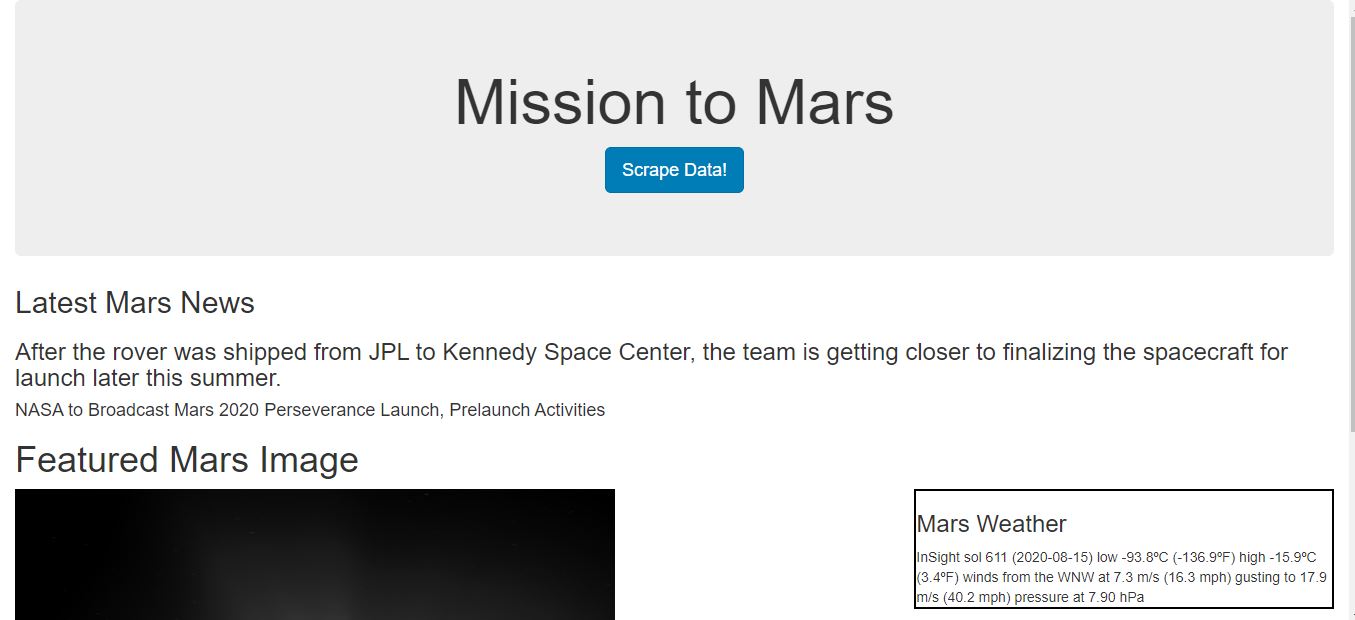 Mission to Mars
Scrape Data!
Latest Mars News
After the rover was shipped from JPL to Kennedy Space Center, the team is getting closer to finalizing the spacecraft for
launch later this summer.
NASA to Broadcast Mars 2020 Perseverance Launch, Prelaunch Activities
Featured Mars Image
Mars Weather
InSight sol 611 (2020-08-15) low -93.8ºC (-136.9ºF) high -15.9ºC
(3.4ºF) winds from the WNW at 7.3 m/s (16.3 mph) gusting to 17.9
m/s (40.2 mph) pressure at 7.90 hPa